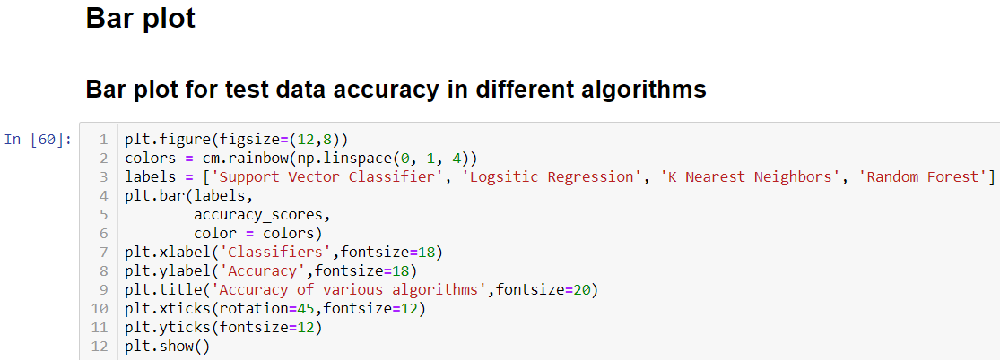 Bar plot
Bar plot for test data accuracy in different algorithms
In [60]:
1 plt.figure(figsize=(12,8))
2 colors = cm.rainbow(np.linspace(0, 1, 4))
3 labels = ['Support Vector Classifier', 'Logsitic Regression', 'K Nearest Neighbors', 'Random Forest']
4 plt.bar(labels,
5         accuracy_scores,
6         color = colors)
7 plt.xlabel('Classifiers',fontsize=18)
8 plt.ylabel('Accuracy',fontsize=18)
9 plt.title('Accuracy of various algorithms',fontsize=20)
10 plt.xticks(rotation=45,fontsize=12)
11 plt.yticks(fontsize=12)
12 plt.show()